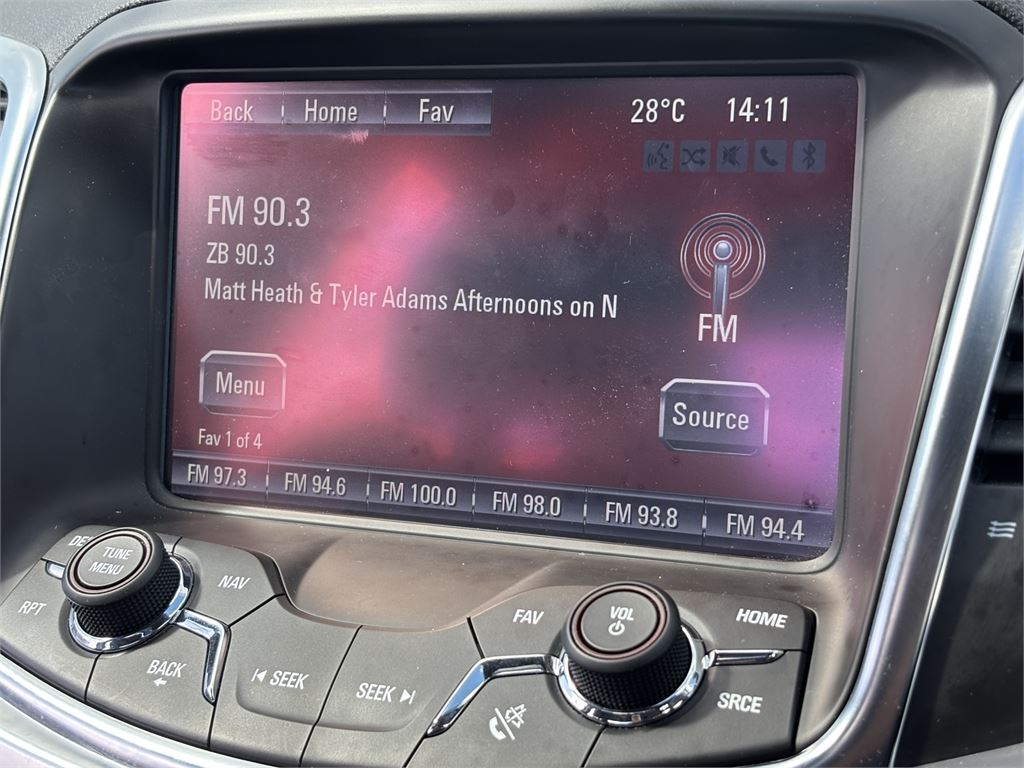 Back Home Fav 28°C 14:11
FM 90.3
ZB 90.3
Matt Heath & Tyler Adams Afternoons on N
FM
Menu
Source
Fav 1 of 4
FM 97.3 FM 94.6 FM 100.0 FM 98.0 FM 93.8 FM 94.4
TUNE
MENU
NAV
RPT
BACK
SEEK
SEEK
FAV
VOL
HOME
SRCE